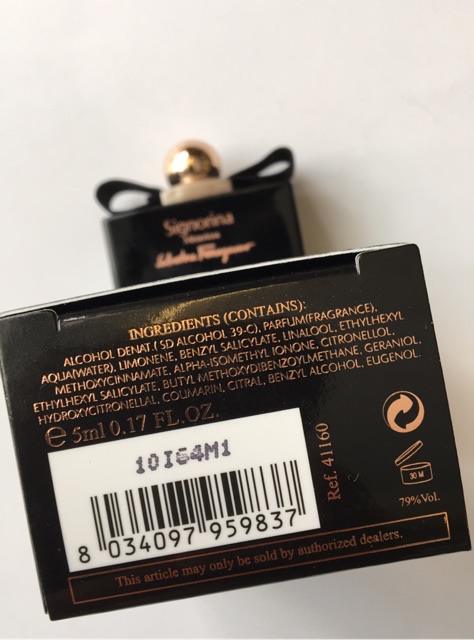 Signorina
Salvatore Ferragamo
INGREDIENTS (CONTAINS):
ALCOHOL DENAT.( SD ALCOHOL 39-C), PARFUM(FRAGRANCE),
AQUA(WATER), LIMONENE, BENZYL SALICYLATE, LINALOOL, ETHYLHEXYL
METHOXYCINNAMATE, ALPHA-ISOMETHYL IONONE, CITRONELLOL,
ETHYLHEXYL SALICYLATE, BUTYL METHOXYDIBENZOYLMETHANE, GERANIOL,
HYDROXYCITRONELLAL, COUMARIN, CITRAL, BENZYL ALCOHOL, EUGENOL.
℮ 5ml 0.17 FL.OZ.
10I64M1
8 034097 959837
Ref. 41160
30 M
79% Vol.
This article may only be sold by authorized dealers.